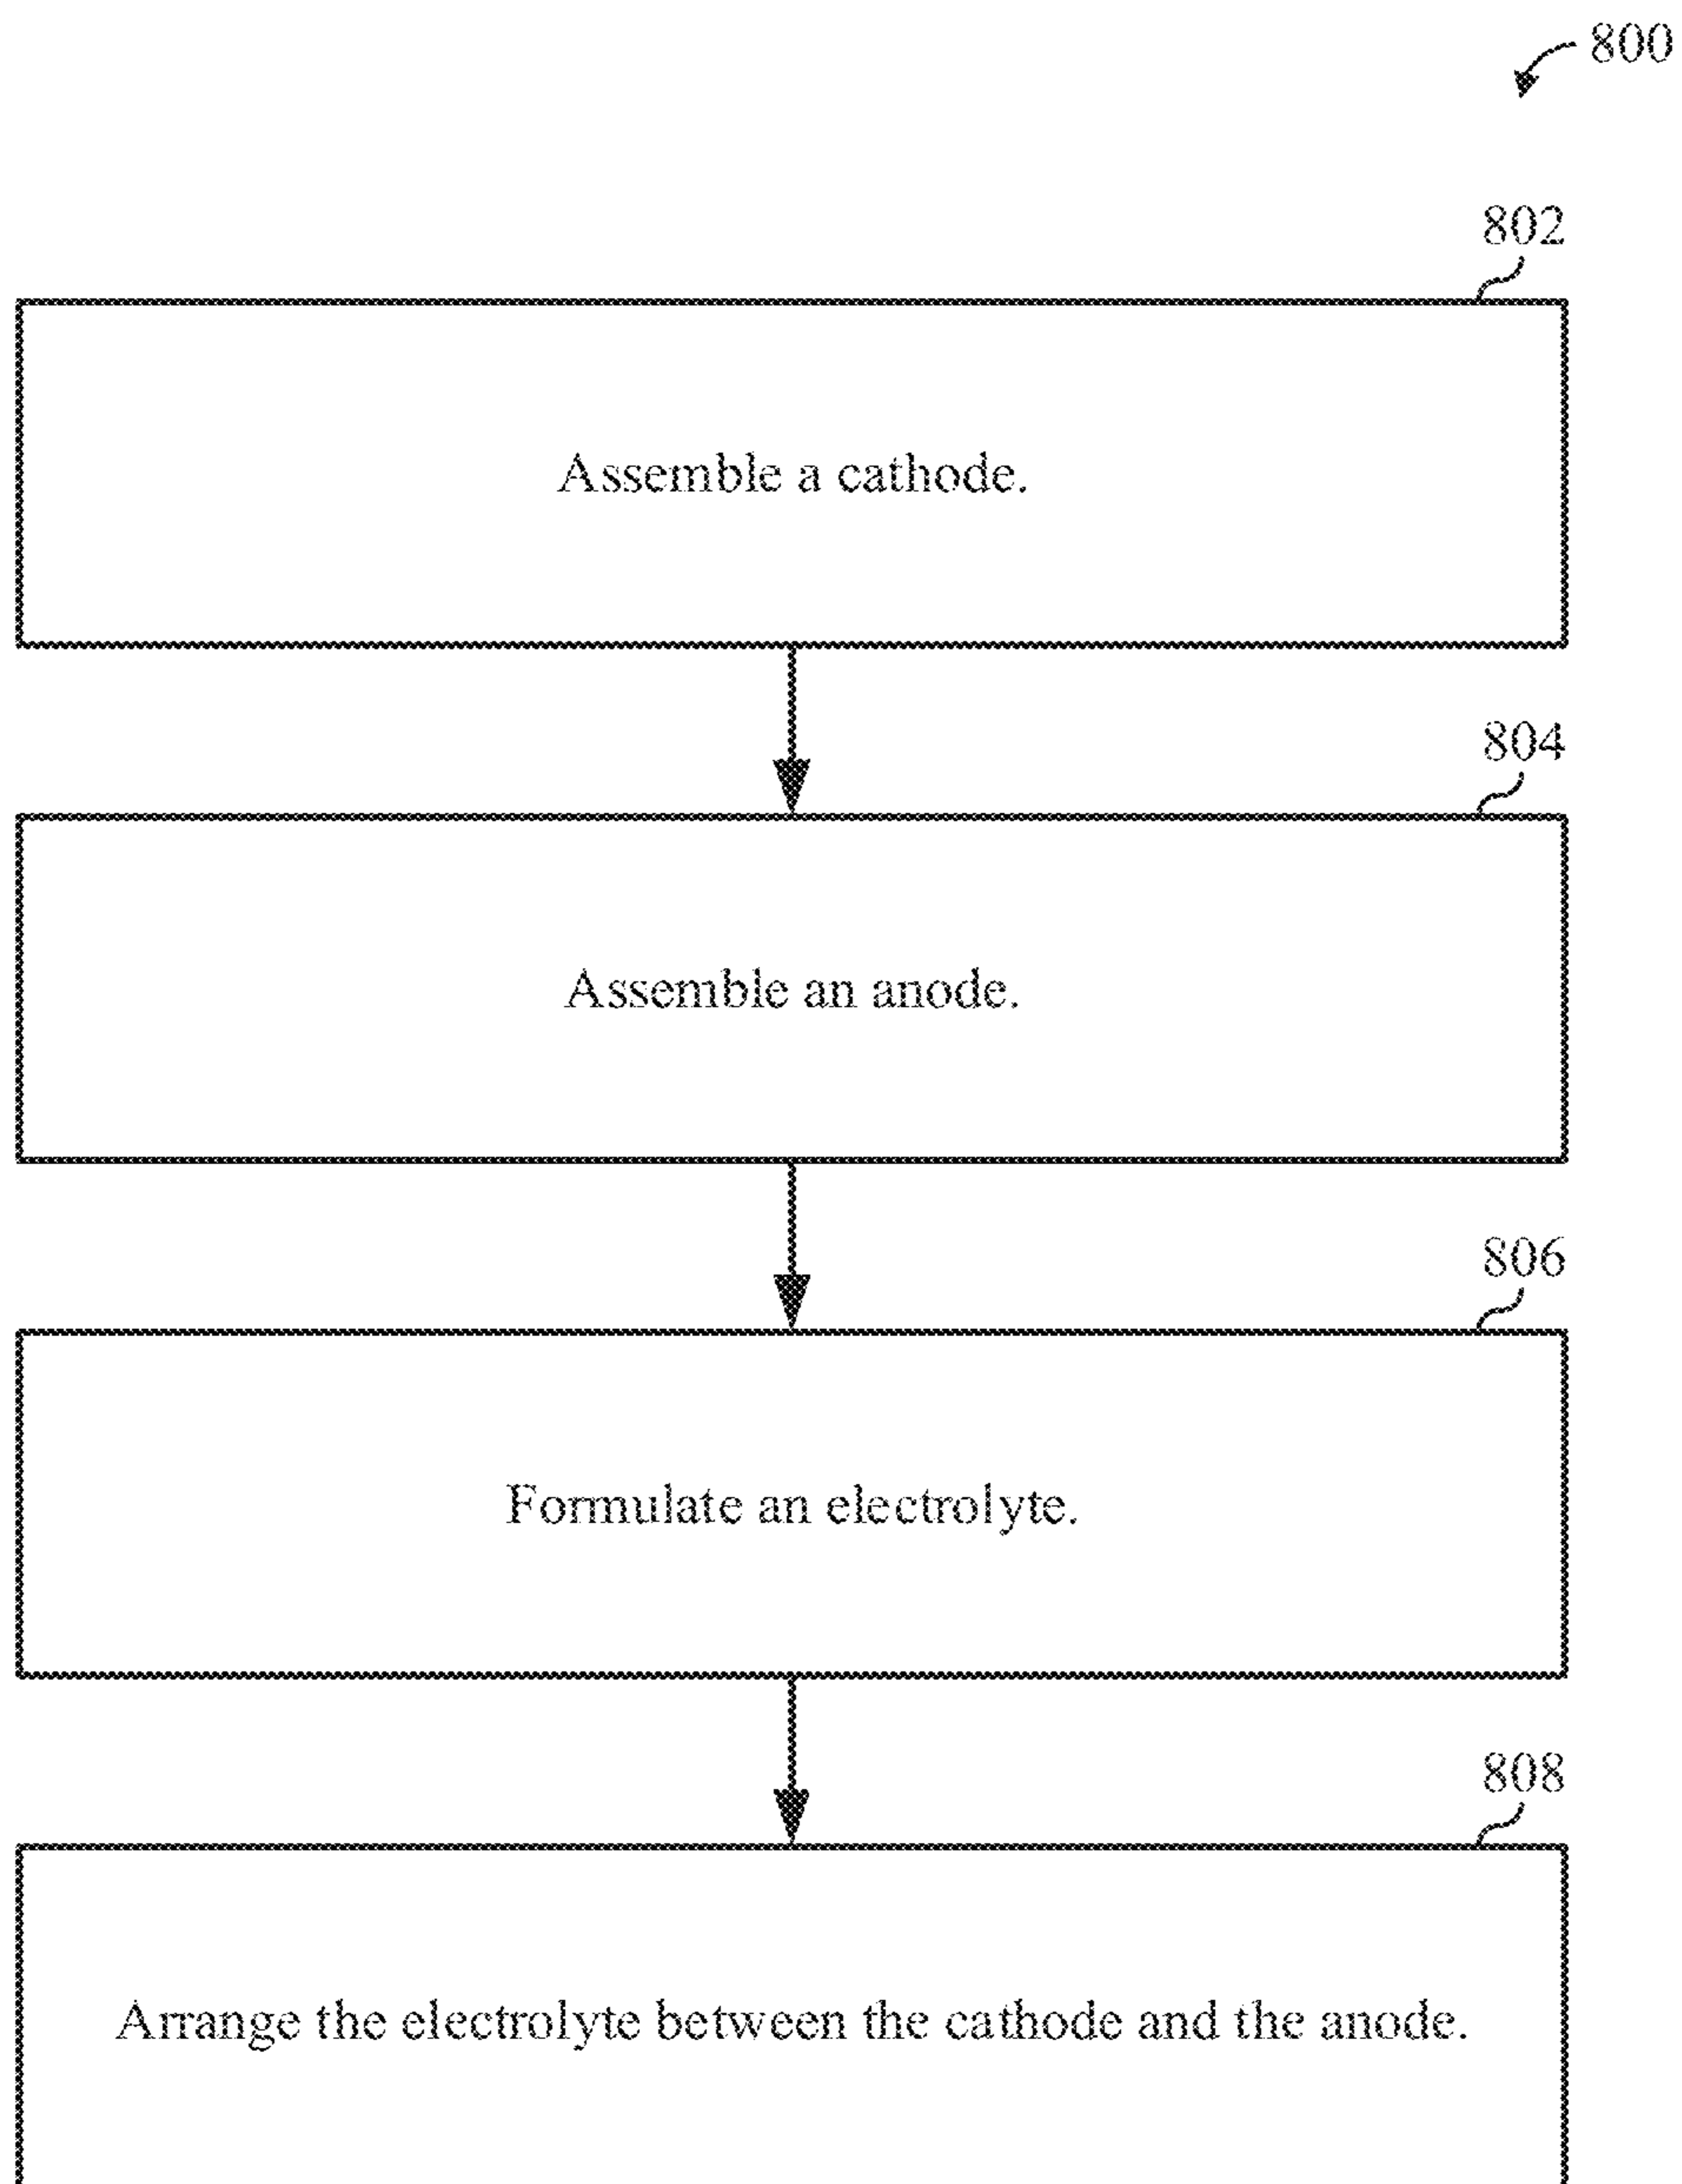 800
802
Assemble a cathode.
804
Assemble an anode.
806
Formulate an electrolyte.
808
Arrange the electrolyte between the cathode and the anode.